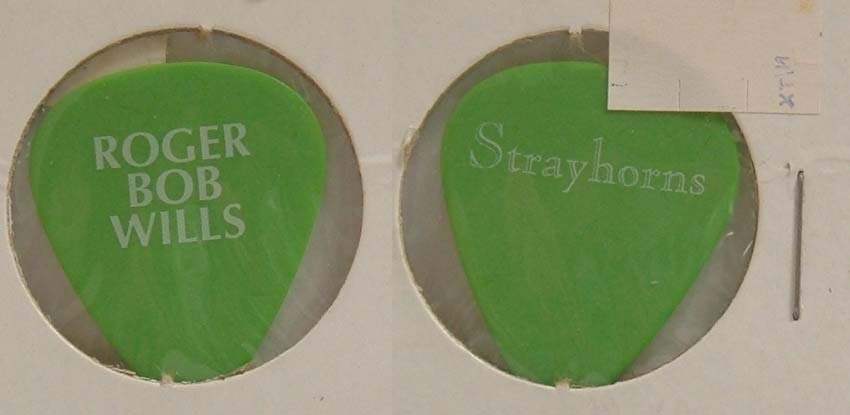 ROGER
BOB
WILLS
Strayhorns